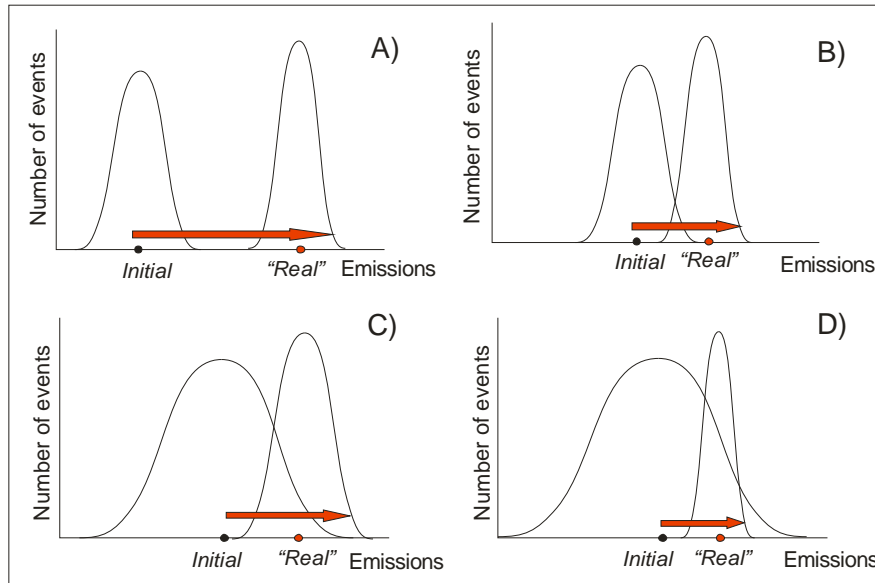 A)
Number of events
Initial
“Real”
Emissions
B)
Number of events
Initial
“Real”
Emissions
C)
Number of events
Initial
“Real”
Emissions
D)
Number of events
Initial
“Real”
Emissions